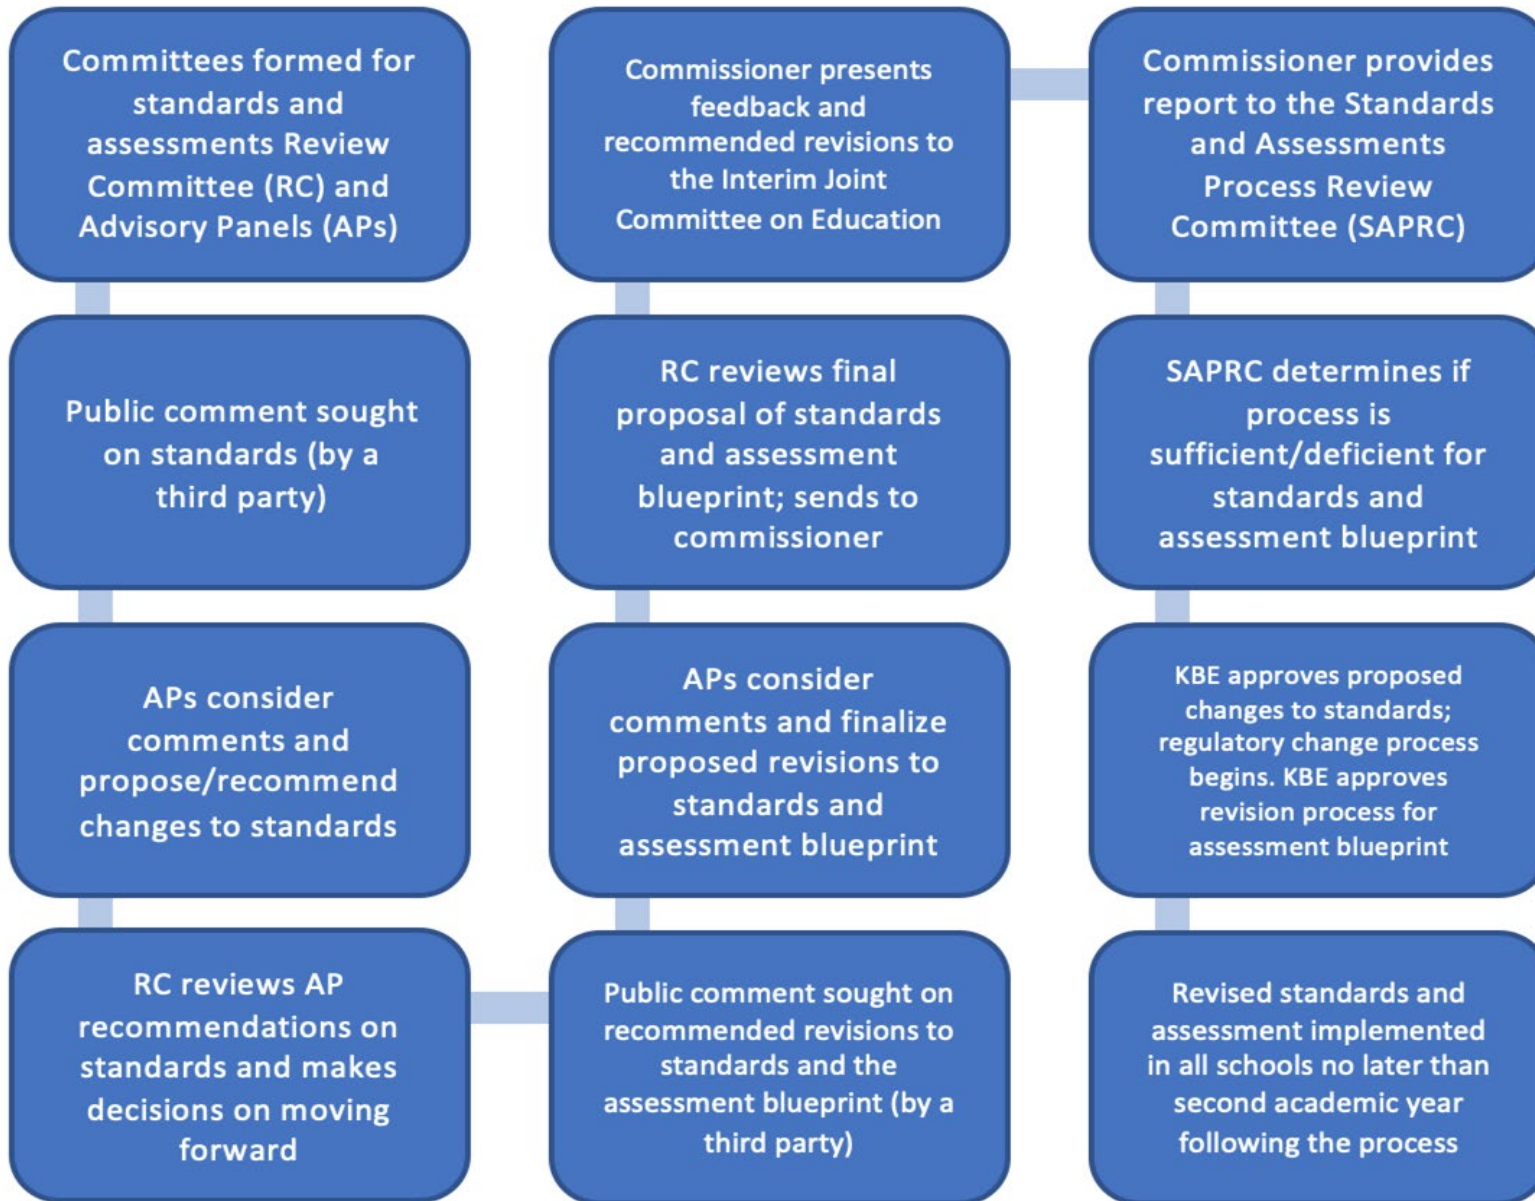 Committees formed for
standards and
assessments Review
Committee (RC) and
Advisory Panels (APs)
Public comment sought
on standards (by a
third party)
APs consider
comments and
propose/recommend
changes to standards
RC reviews AP
recommendations on
standards and makes
decisions on moving
forward
Public comment sought on
recommended revisions to
standards and the
assessment blueprint (by a
third party)
APs consider
comments and finalize
proposed revisions to
standards and
assessment blueprint
RC reviews final
proposal of standards
and assessment
blueprint; sends to
commissioner
Commissioner presents
feedback and
recommended revisions to
the Interim Joint
Committee on Education
Commissioner provides
report to the Standards
and Assessments
Process Review
Committee (SAPRC)
SAPRC determines if
process is
sufficient/deficient for
standards and
assessment blueprint
KBE approves proposed
changes to standards;
regulatory change process
begins. KBE approves
revision process for
assessment blueprint
Revised standards and
assessment implemented
in all schools no later than
second academic year
following the process